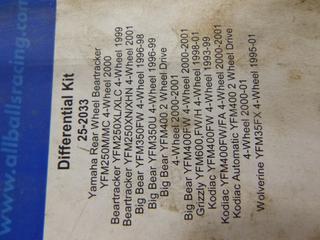 www.allballsracing.com
Differential Kit
25-2033
Yamaha Rear Wheel Beartracker
YFM250M/MC 4-Wheel 2000
Beartracker YFM250XL/XLC 4-Wheel 1999
Beartracker YFM250XN/XHN 4-Wheel 2001
Big Bear YFM350FW 4-Wheel 1996-98
Big Bear YFM350U 4-Wheel 1996-99
Big Bear YFM400 2 Wheel Drive
4-Wheel 2000-2001
Big Bear YFM400FW 4-Wheel 2000-2001
Grizzly YFM600,FW/H 4-Wheel 1998-01
Kodiac YFM400FW 4-Wheel 1993-99
Kodiac YFM400FW/FA 4-Wheel 2000-2001
Kodiac Automatic YFM400 2 Wheel Drive
4-Wheel 2000-01
Wolverine YFM35FX 4-Wheel 1995-01